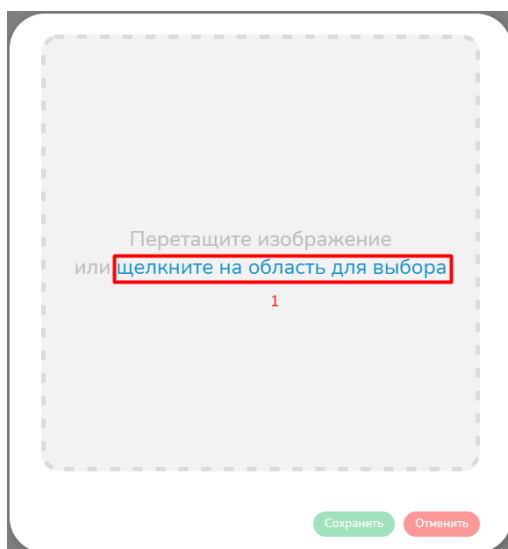 Перетащите изображение
или щелкните на область для выбора
1
Сохранить Отменить